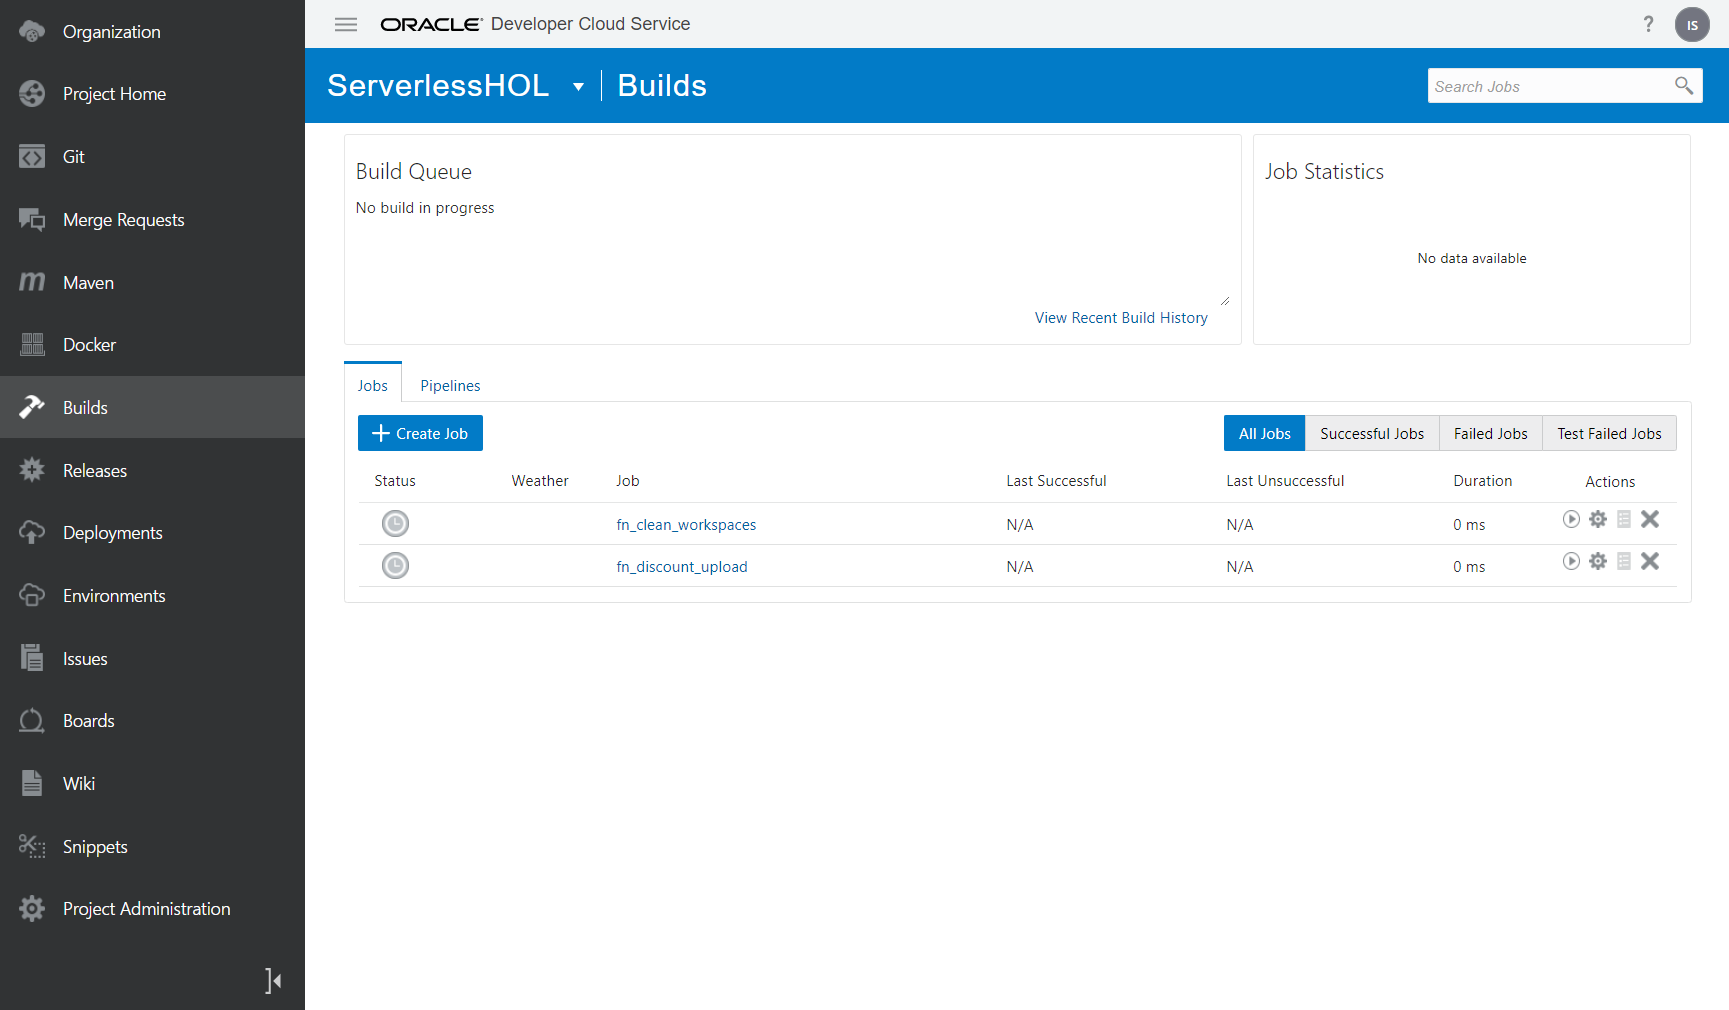 Organization
Project Home
Git
Merge Requests
Maven
Docker
Builds
Releases
Deployments
Environments
Issues
Boards
Wiki
Snippets
Project Administration
ORACLE Developer Cloud Service
? IS
ServerlessHOL Builds
Search Jobs
Build Queue
No build in progress
View Recent Build History
Job Statistics
No data available
Jobs Pipelines
Create Job
All Jobs Successful Jobs Failed Jobs Test Failed Jobs
Status Weather Job Last Successful Last Unsuccessful Duration Actions
fn_clean_workspaces N/A N/A 0 ms
fn_discount_upload N/A N/A 0 ms